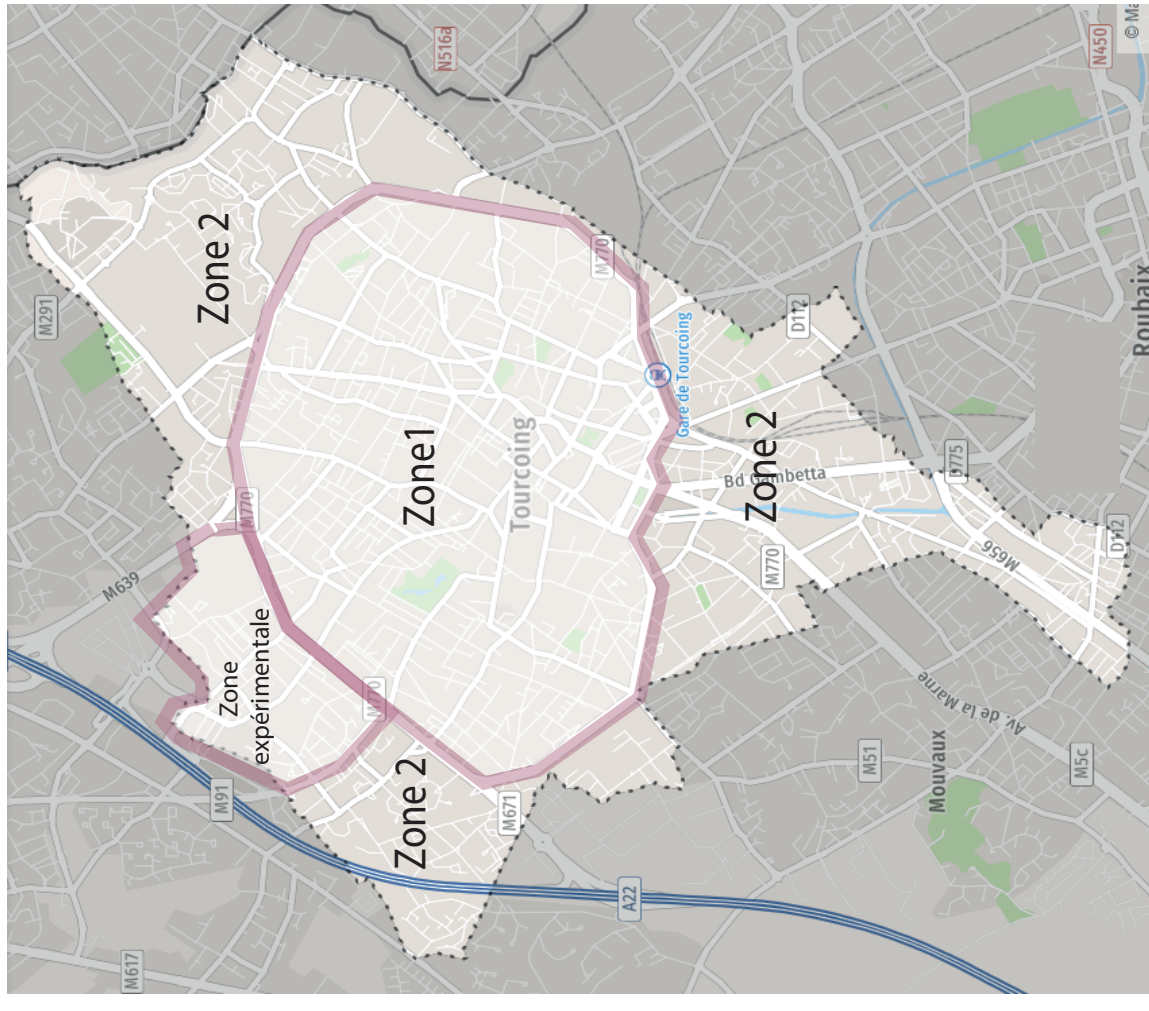 N516a
N450
© Ma
M291
Zone 2
M770
D112
Roubaix
Gare de Tourcoing
Zone1
Tourcoing
Zone 2
Bd Gambetta
M770
M639
M770
M656
D112
Zone
expérimentale
M770
Av. de la Marne
Zone 2
M91
M671
M51
Mouvaux
M5c
A22
M617